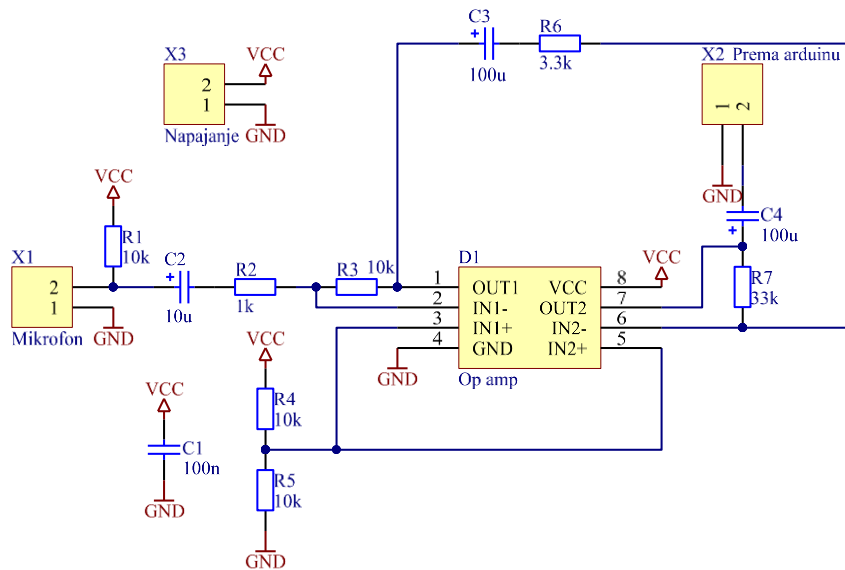 C3
+
100u
R6
3.3k
X3
2
1
VCC
GND
Napajanje
X2 Prema arduinu
1
2
GND
C4
+
100u
VCC
R1
10k
X1
2
1
Mikrofon
GND
C2
+
10u
R2
1k
R3
10k
D1
1
2
3
4
OUT1
IN1-
IN1+
GND
VCC
OUT2
IN2-
IN2+
8
7
6
5
Op amp
GND
VCC
R7
33k
VCC
R4
10k
R5
10k
GND
VCC
C1
100n
GND